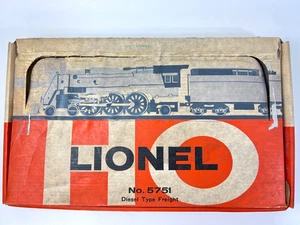 HO
LIONEL
No. 5751
Diesel Type Freight